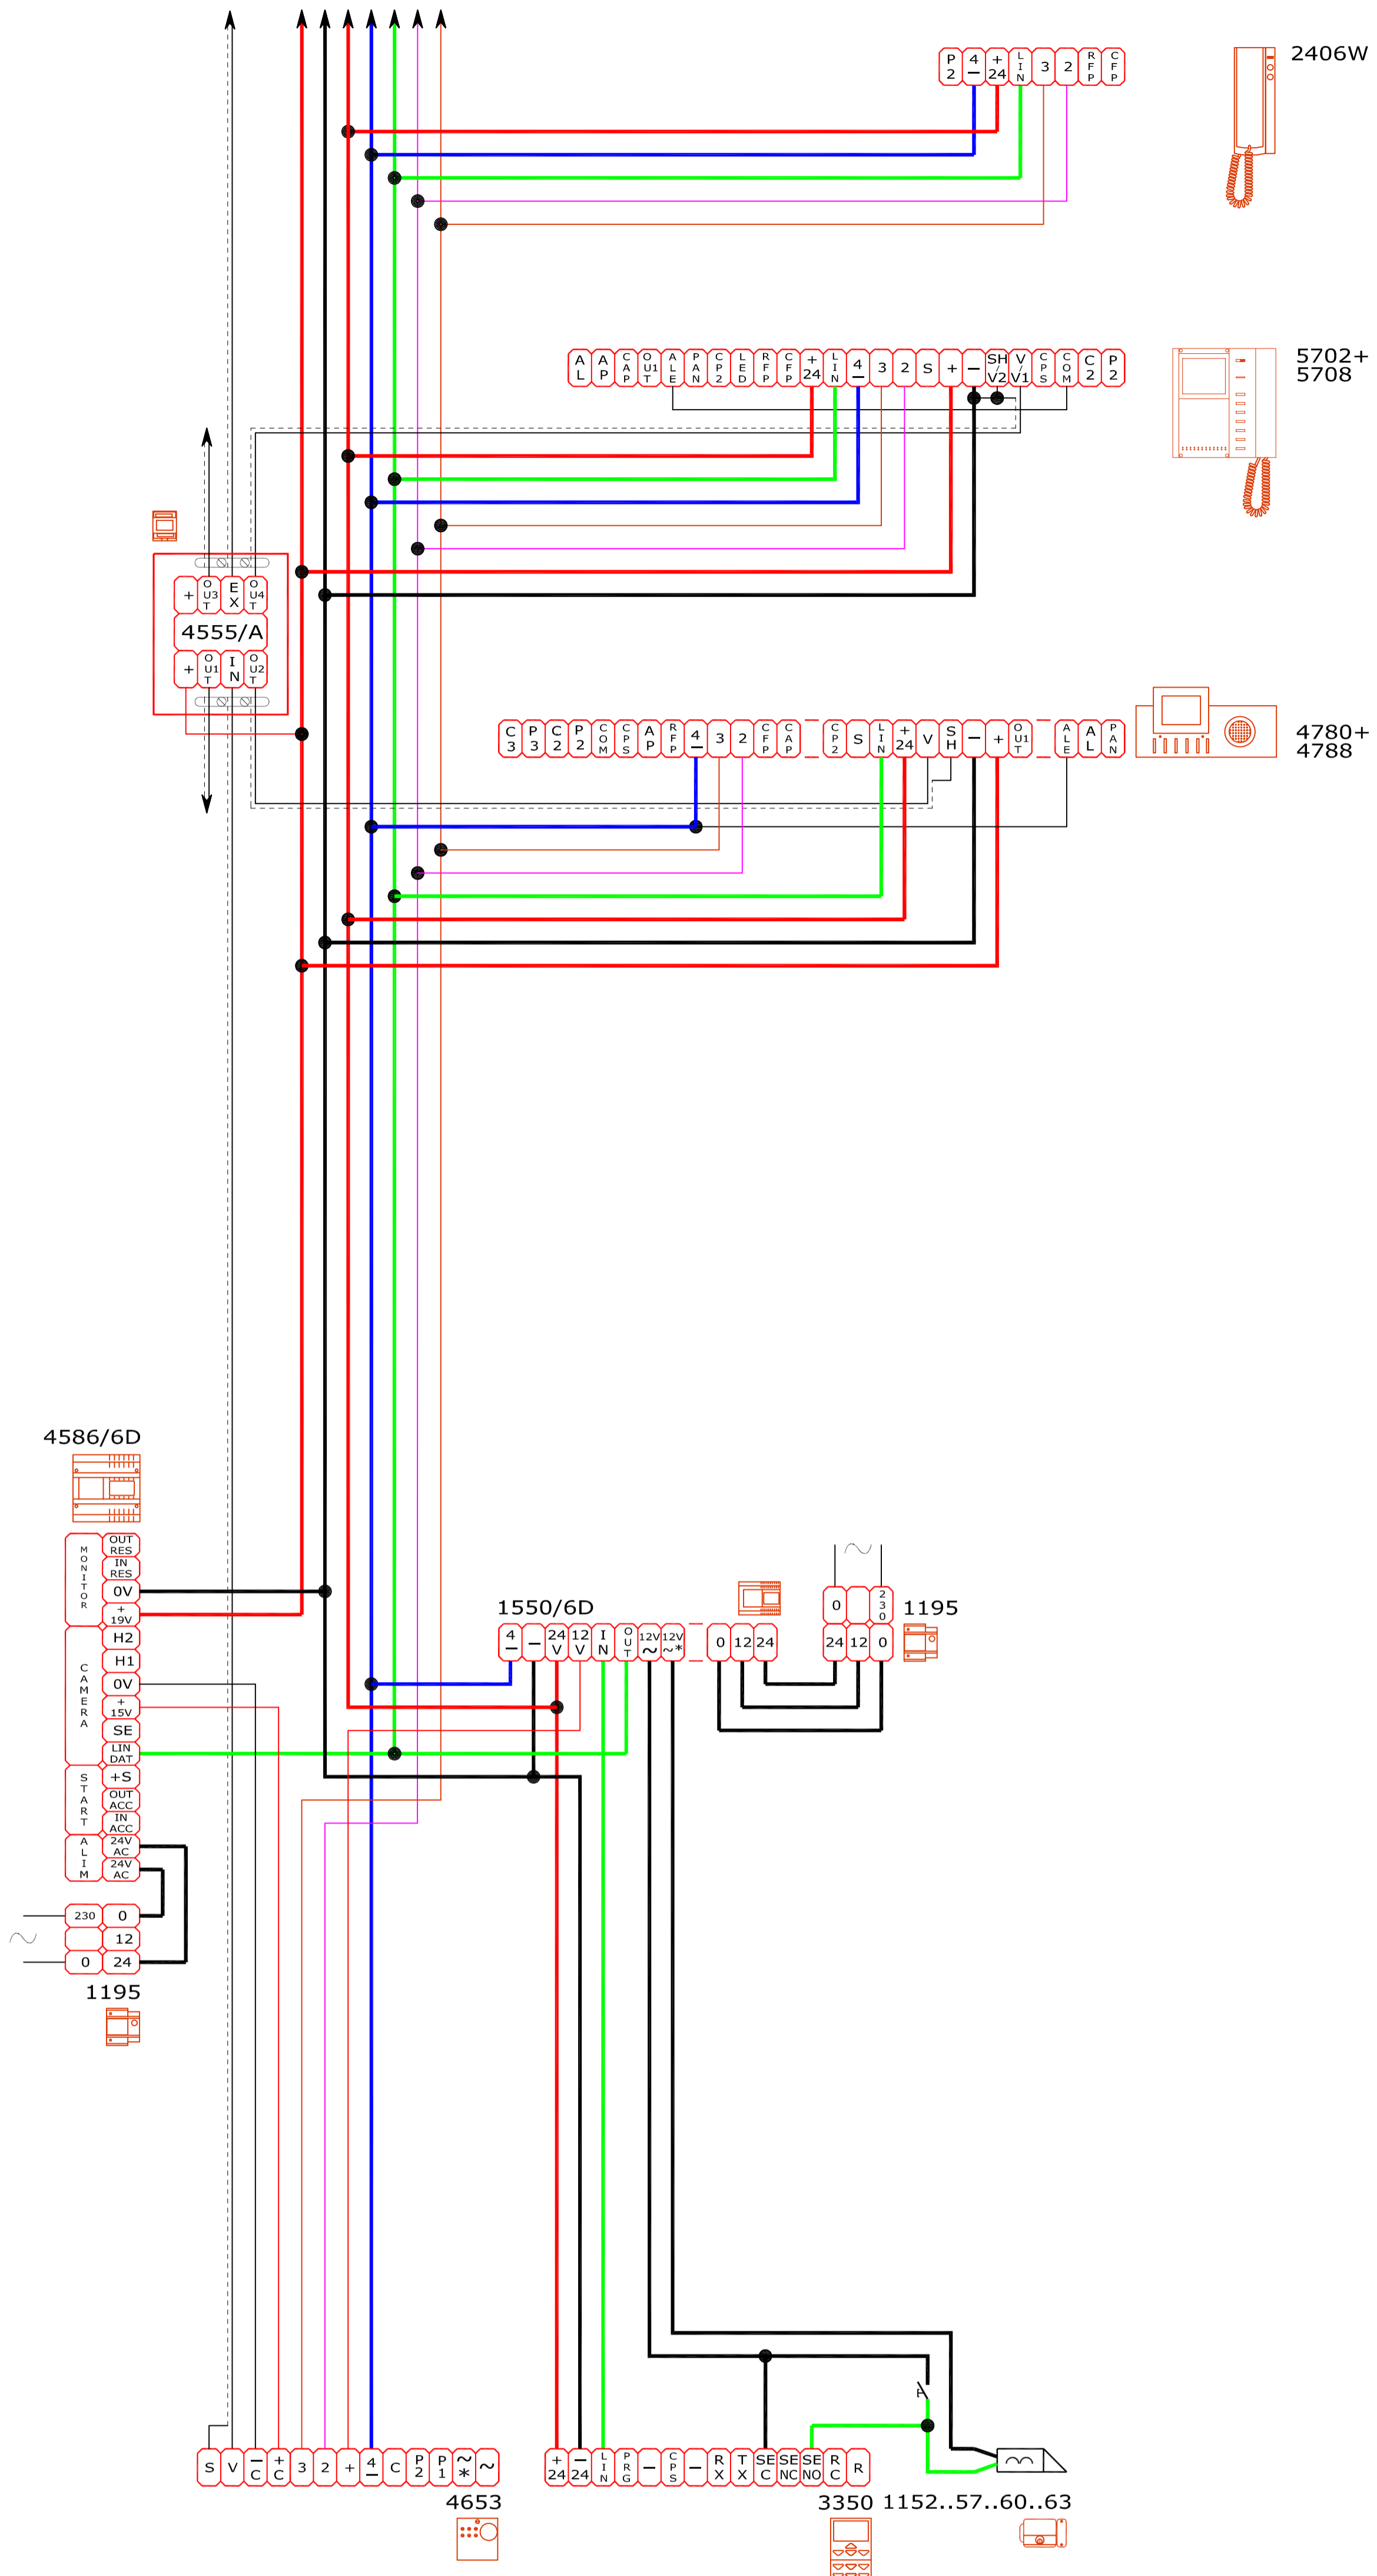 P2 4− +24 LIN 3 2 RFP CFP
2406W
AL AP CAP OUT1 ALE PAN CP2 LED RFP CFP +24 LIN 4− 3 2 S + − SH/V2 V/V1 CPS COM C2 P2
5702+
5708
+ OUT3 EX OUT4
4555/A
+ OUT1 IN OUT2
C3 P3 C2 P2 COM CPS AP RFP 4− 3 2 CFP CAP CP2 S LIN +24 V SH − + OUT1 ALE AL PAN
4780+
4788
4586/6D
MONITOR
OUT RES
IN RES
0V
+19V
CAMERA
H2
H1
0V
+15V
SE
LIN DAT
START
+S
OUT ACC
IN ACC
ALIM
24V AC
24V AC
230 0
12
0 24
1195
1550/6D
4− − 24V 12V IN OUT 12V~ 12V~* 0 12 24
0 230
24 12 0
1195
S V −C +C 3 2 + 4− C P2 P1 ~* ~
4653
+24 −24 LIN PRG − CPS − RX TX SEC SENC SENO RC R
3350
1152..57..60..63